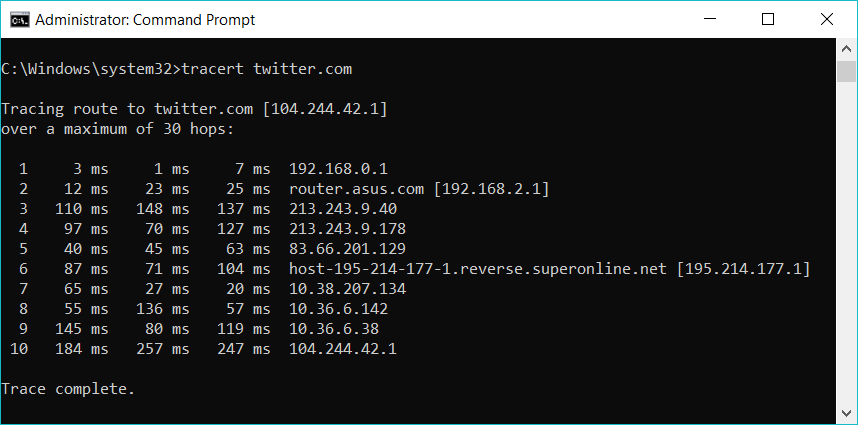 Administrator: Command Prompt
C:\Windows\system32>tracert twitter.com
Tracing route to twitter.com [104.244.42.1]
over a maximum of 30 hops:
1 3 ms 1 ms 7 ms 192.168.0.1
2 12 ms 23 ms 25 ms router.asus.com [192.168.2.1]
3 110 ms 148 ms 137 ms 213.243.9.40
4 97 ms 70 ms 127 ms 213.243.9.178
5 40 ms 45 ms 63 ms 83.66.201.129
6 87 ms 71 ms 104 ms host-195-214-177-1.reverse.superonline.net [195.214.177.1]
7 65 ms 27 ms 20 ms 10.38.207.134
8 55 ms 136 ms 57 ms 10.36.6.142
9 145 ms 80 ms 119 ms 10.36.6.38
10 184 ms 257 ms 247 ms 104.244.42.1
Trace complete.